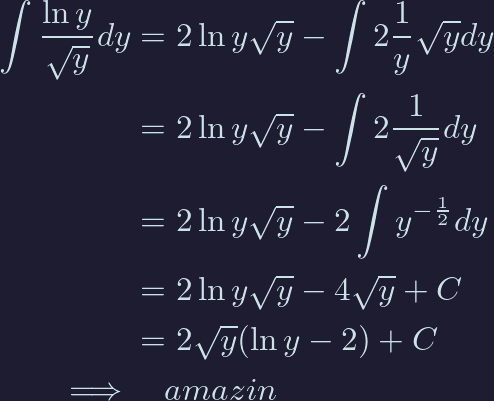 ∫ ln y/√y dy = 2 ln y√y − ∫ 2 1/y √y dy
= 2 ln y√y − ∫ 2 1/√y dy
= 2 ln y√y − 2 ∫ y^{−1/2} dy
= 2 ln y√y − 4√y + C
= 2√y(ln y − 2) + C
⟹ amazin